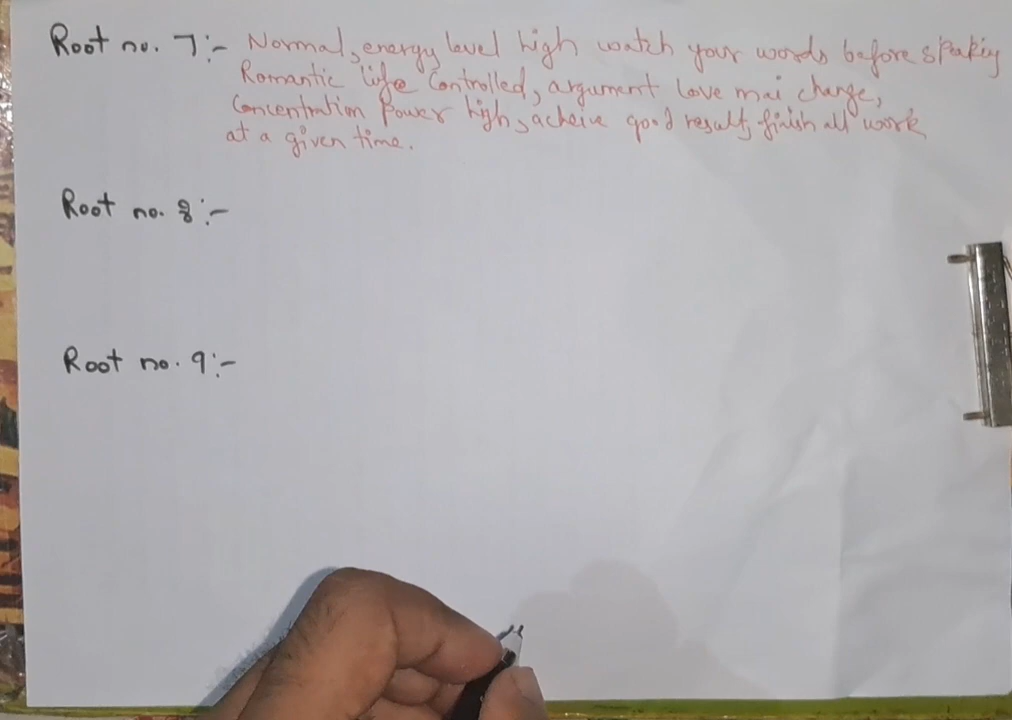 Root no. 7:- Normal, energy level high watch your words before speaking
Romantic life Controlled, argument love mai change,
Concentration Power high, acheive good result, finish all work
at a given time.
Root no. 8:-
Root no. 9:-